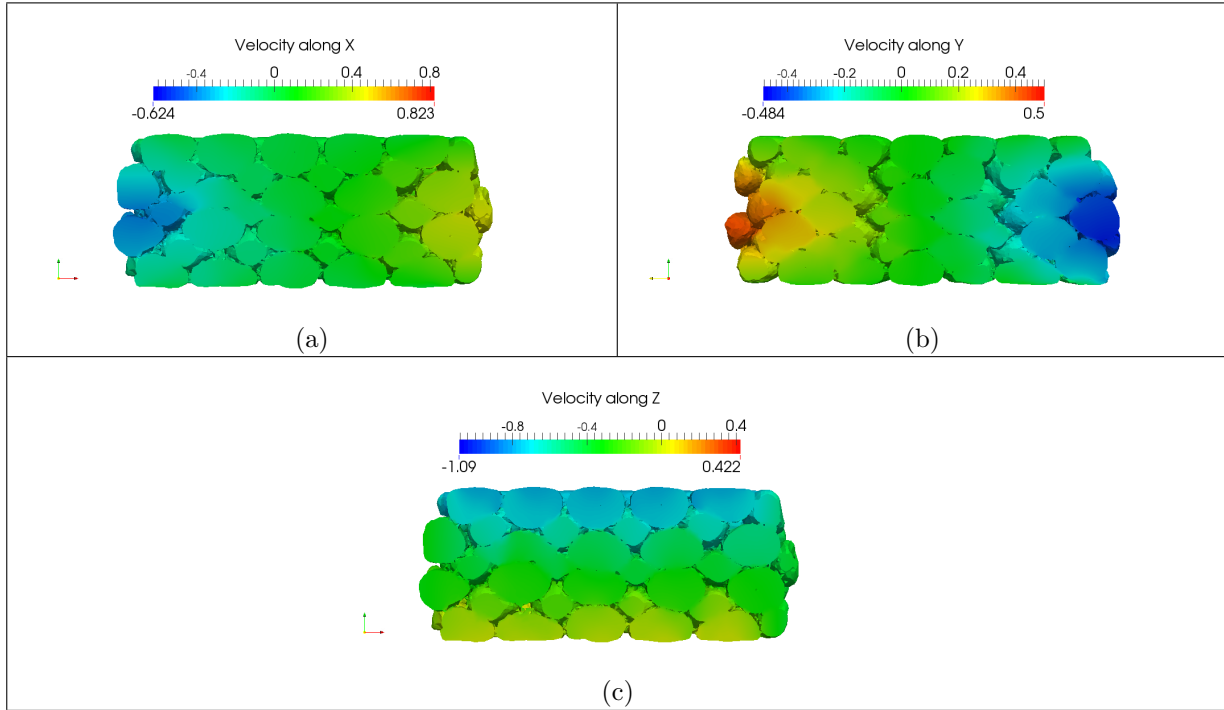 Velocity along X
-0.4 0 0.4 0.8
-0.624 0.823
(a)
Velocity along Y
-0.4 -0.2 0 0.2 0.4
-0.484 0.5
(b)
Velocity along Z
-0.8 -0.4 0 0.4
-1.09 0.422
(c)